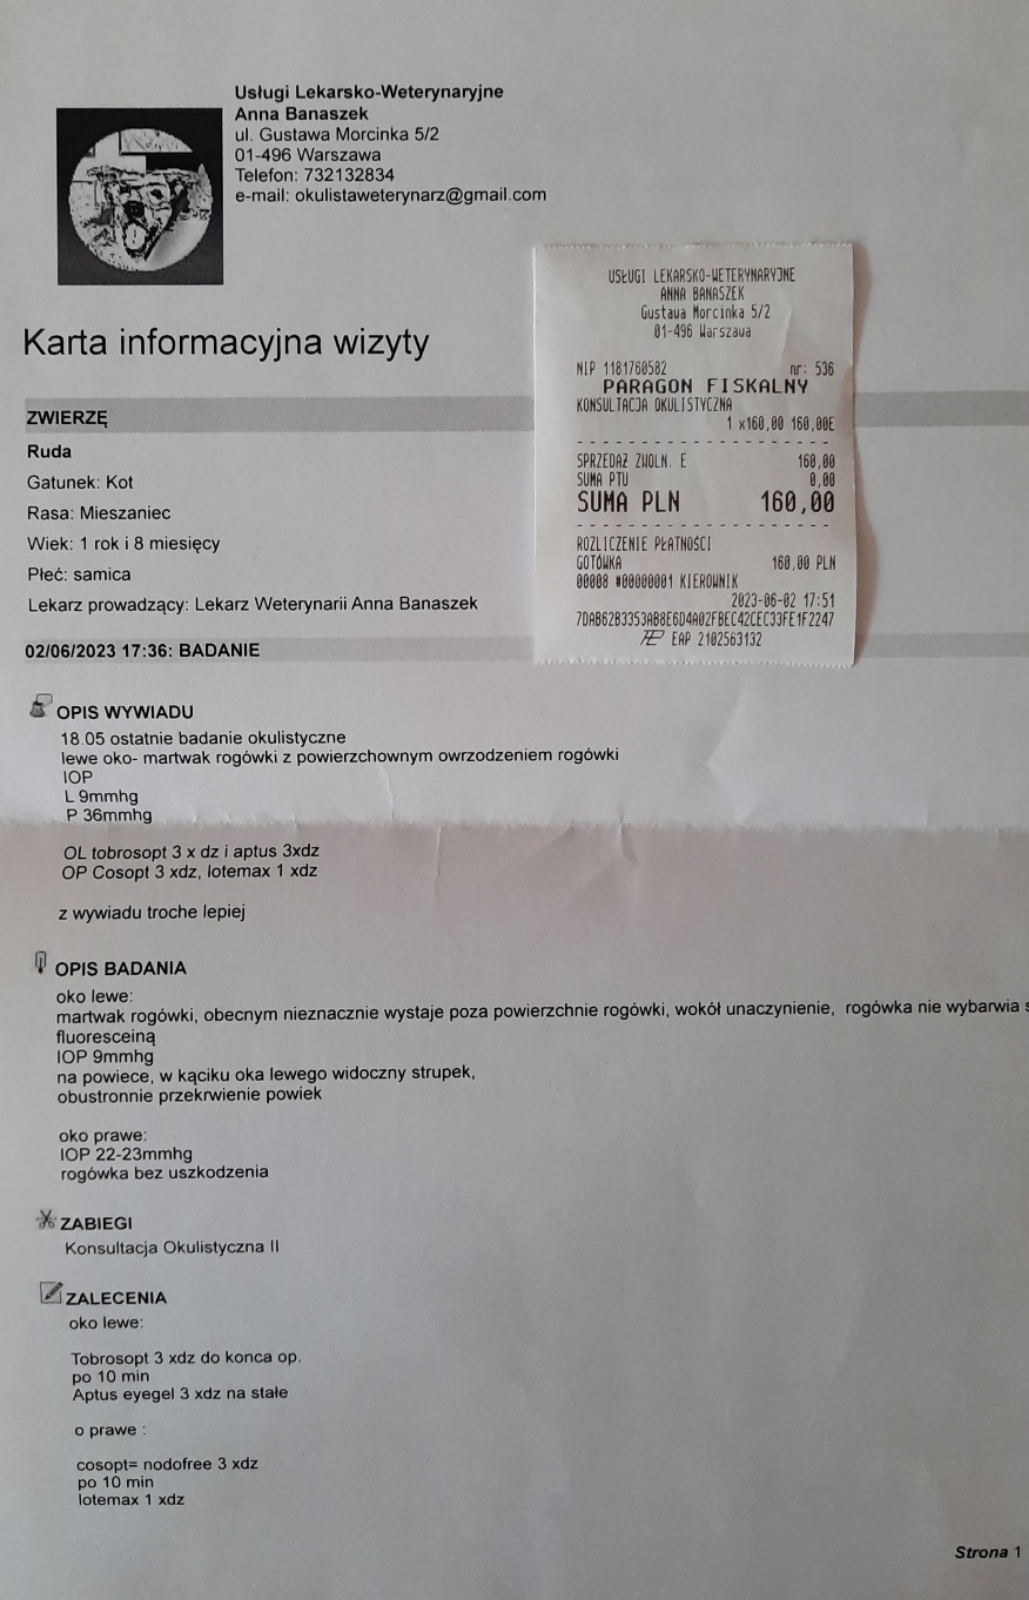 Usługi Lekarsko-Weterynaryjne
Anna Banaszek
ul. Gustawa Morcinka 5/2
01-496 Warszawa
Telefon: 732132834
e-mail: okulistaweterynarz@gmail.com
Karta informacyjna wizyty
ZWIERZĘ
Ruda
Gatunek: Kot
Rasa: Mieszaniec
Wiek: 1 rok i 8 miesięcy
Płeć: samica
Lekarz prowadzący: Lekarz Weterynarii Anna Banaszek
USŁUGI LEKARSKO-WETERYNARYJNE
ANNA BANASZEK
Gustawa Morcinka 5/2
01-496 Warszawa
NIP 1181760582 nr: 536
PARAGON FISKALNY
KONSULTACJA OKULISTYCZNA
1 x160,00 160,00E
SPRZEDAŻ ZWOLN. E 160,00
SUMA PTU 0,00
SUMA PLN 160,00
ROZLICZENIE PŁATNOŚCI
GOTÓWKA 160,00 PLN
00008 #00000001 KIEROWNIK
2023-06-02 17:51
7DAB62B3353AB8E6D4A02FBEC42CEC33FE1F2247
EAP 2102563132
02/06/2023 17:36: BADANIE
OPIS WYWIADU
18.05 ostatnie badanie okulistyczne
lewe oko- martwak rogówki z powierzchownym owrzodzeniem rogówki
IOP
L 9mmhg
P 36mmhg
OL tobrosopt 3 x dz i aptus 3xdz
OP Cosopt 3 xdz, lotemax 1 xdz
z wywiadu troche lepiej
OPIS BADANIA
oko lewe:
martwak rogówki, obecnym nieznacznie wystaje poza powierzchnie rogówki, wokół unaczynienie, rogówka nie wybarwia s
fluoresceiną
IOP 9mmhg
na powiece, w kąciku oka lewego widoczny strupek,
obustronnie przekrwienie powiek
oko prawe:
IOP 22-23mmhg
rogówka bez uszkodzenia
ZABIEGI
Konsultacja Okulistyczna II
ZALECENIA
oko lewe:
Tobrosopt 3 xdz do konca op.
po 10 min
Aptus eyegel 3 xdz na stałe
o prawe :
cosopt= nodofree 3 xdz
po 10 min
lotemax 1 xdz
Strona 1